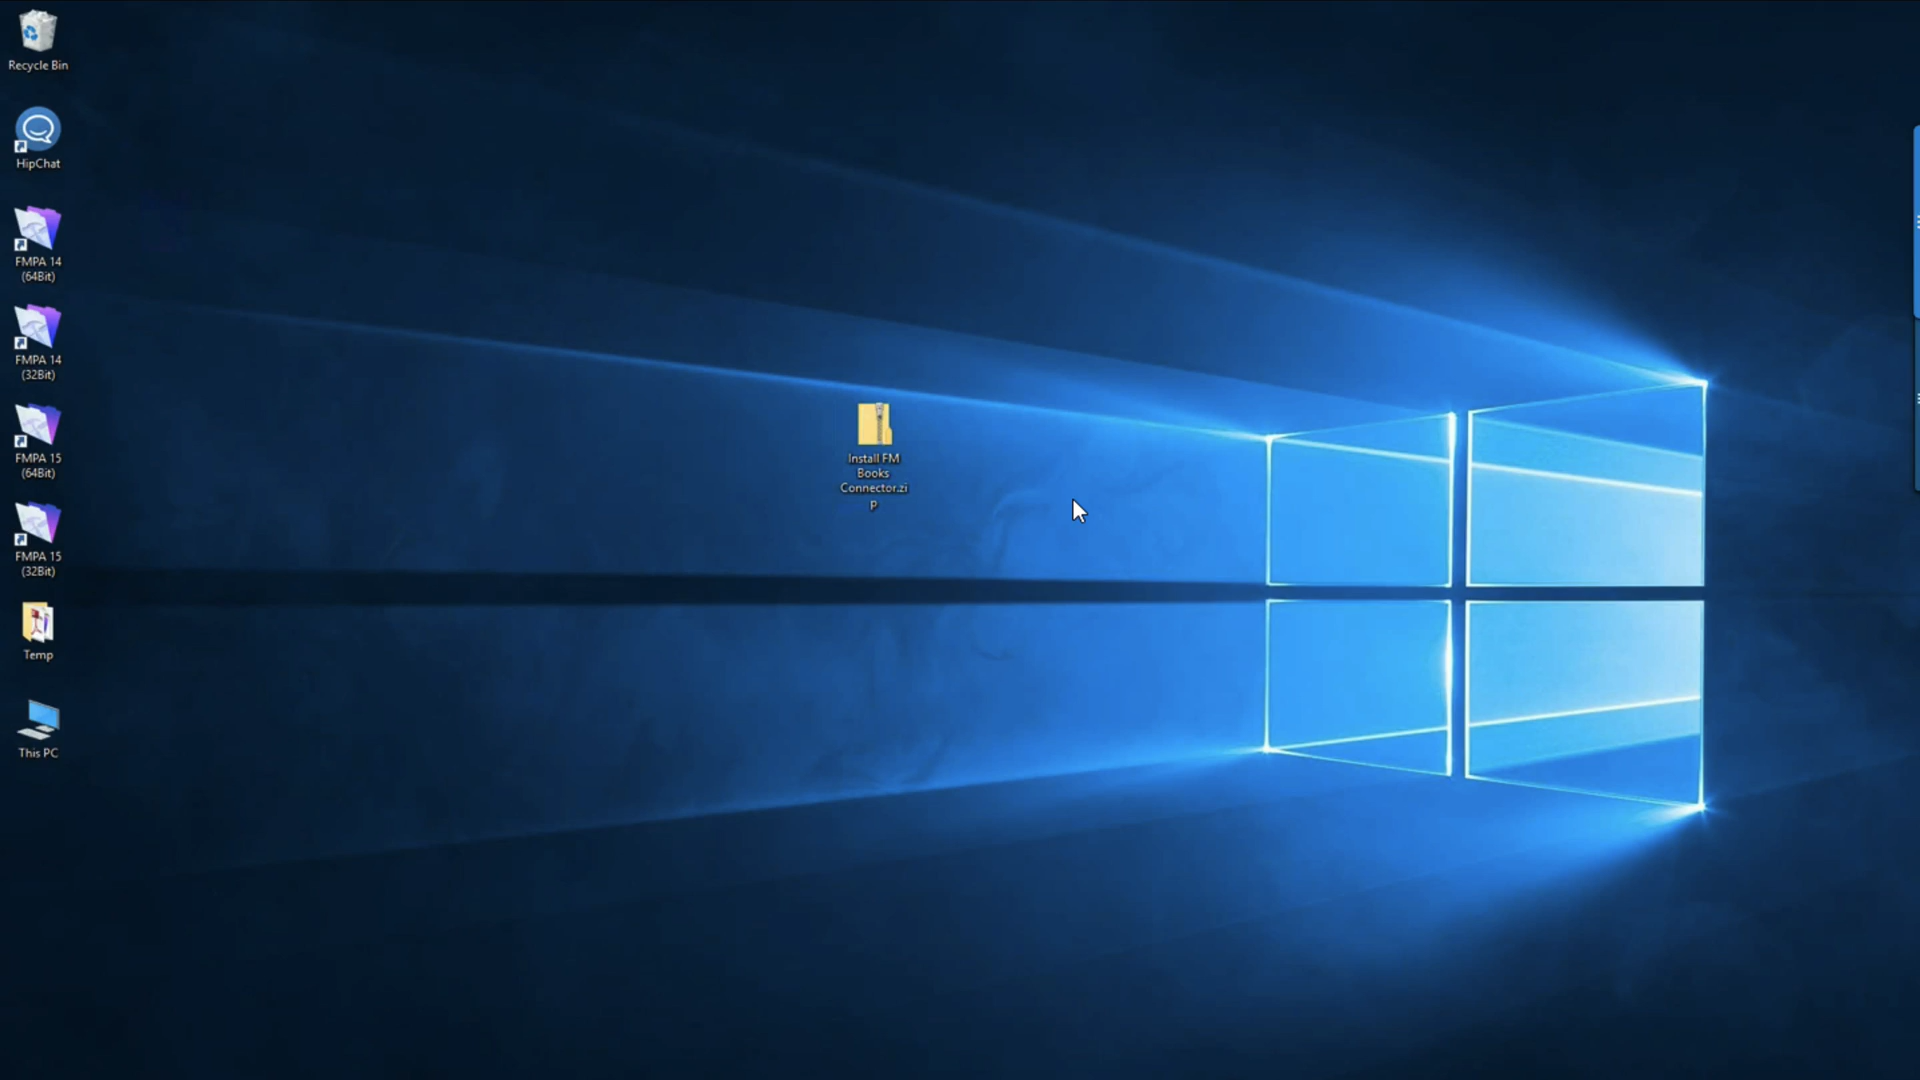 Recycle Bin
HipChat
FMPA 14
(64Bit)
FMPA 14
(32Bit)
FMPA 15
(64Bit)
FMPA 15
(32Bit)
Temp
This PC
Install FM
Books
Connector.zi
p